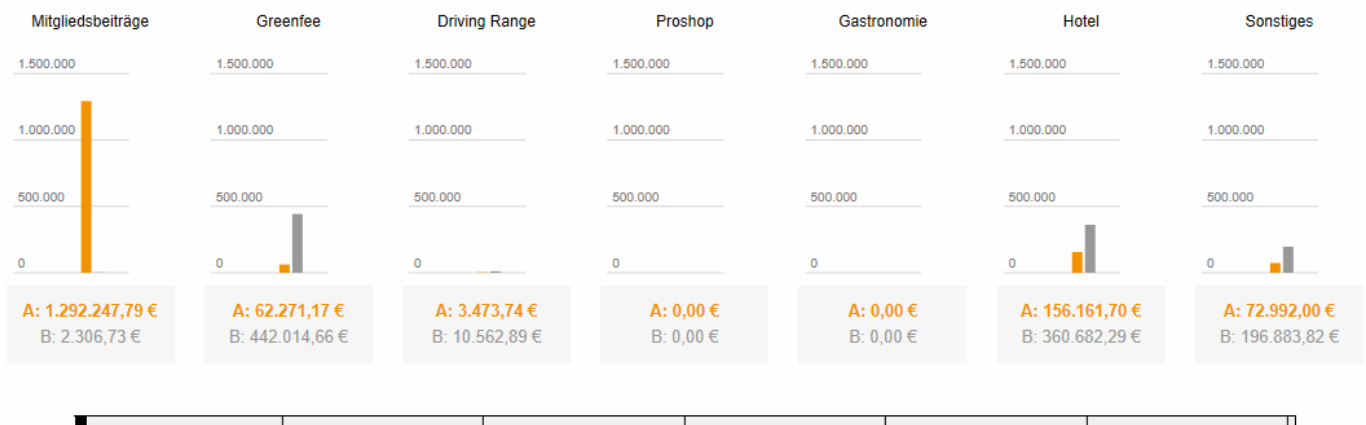 Mitgliedsbeiträge
Greenfee
Driving Range
Proshop
Gastronomie
Hotel
Sonstiges
1.500.000
1.500.000
1.500.000
1.500.000
1.500.000
1.500.000
1.500.000
1.000.000
1.000.000
1.000.000
1.000.000
1.000.000
1.000.000
1.000.000
500.000
500.000
500.000
500.000
500.000
500.000
500.000
0
0
0
0
0
0
0
A: 1.292.247,79 €
A: 62.271,17 €
A: 3.473,74 €
A: 0,00 €
A: 0,00 €
A: 156.161,70 €
A: 72.992,00 €
B: 2.306,73 €
B: 442.014,66 €
B: 10.562,89 €
B: 0,00 €
B: 0,00 €
B: 360.682,29 €
B: 196.883,82 €